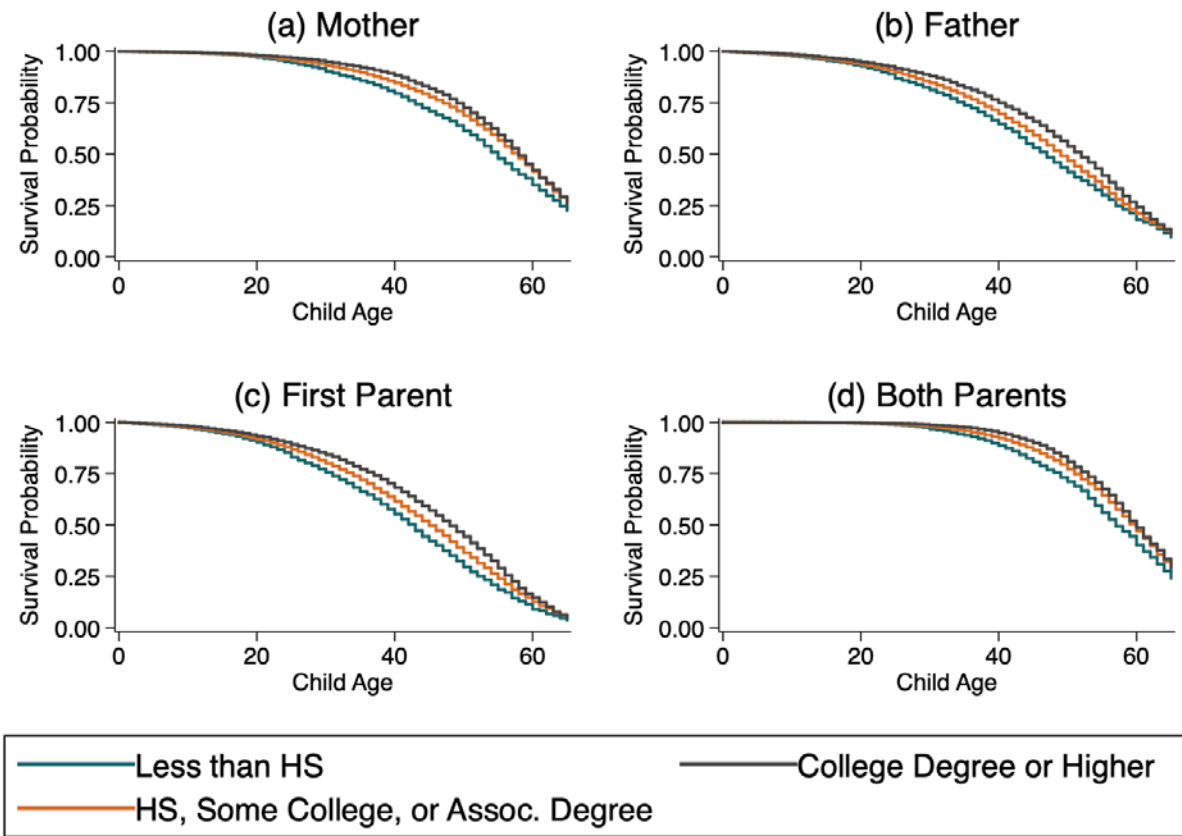 (a) Mother
Survival Probability
1.00
0.75
0.50
0.25
0.00
0 20 40 60
Child Age
(b) Father
Survival Probability
1.00
0.75
0.50
0.25
0.00
0 20 40 60
Child Age
(c) First Parent
Survival Probability
1.00
0.75
0.50
0.25
0.00
0 20 40 60
Child Age
(d) Both Parents
Survival Probability
1.00
0.75
0.50
0.25
0.00
0 20 40 60
Child Age
Less than HS
College Degree or Higher
HS, Some College, or Assoc. Degree